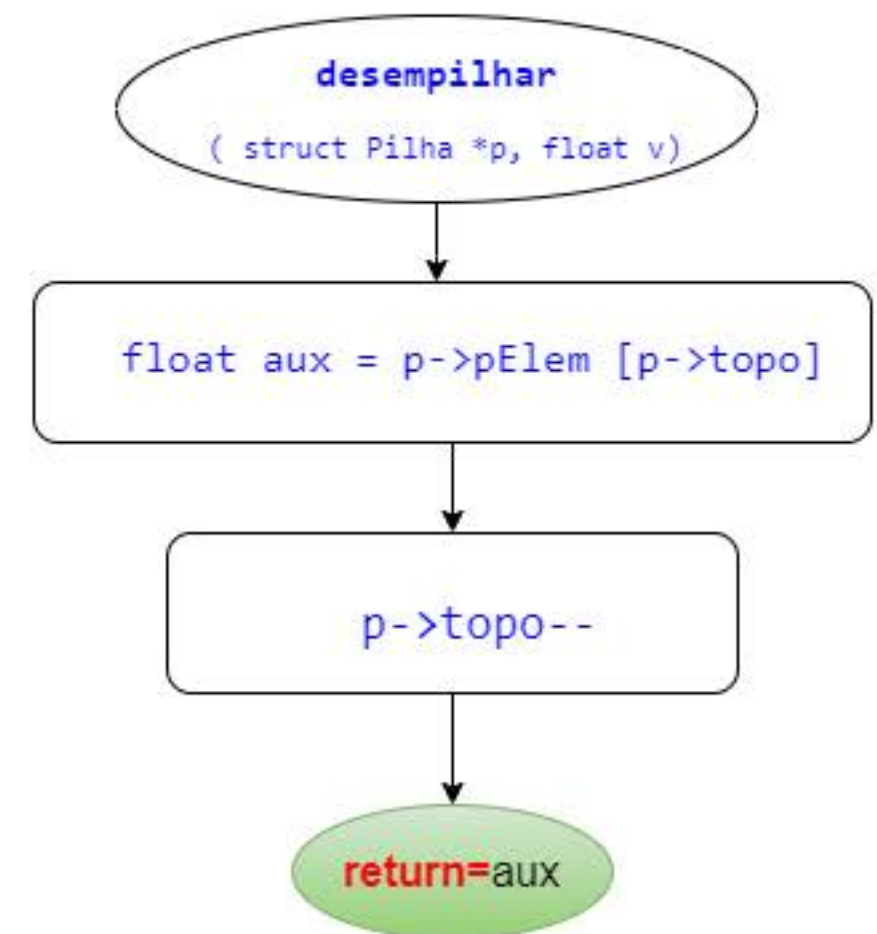 desempilhar
( struct Pilha *p, float v)
float aux = p->pElem [p->topo]
p->topo--
return=aux